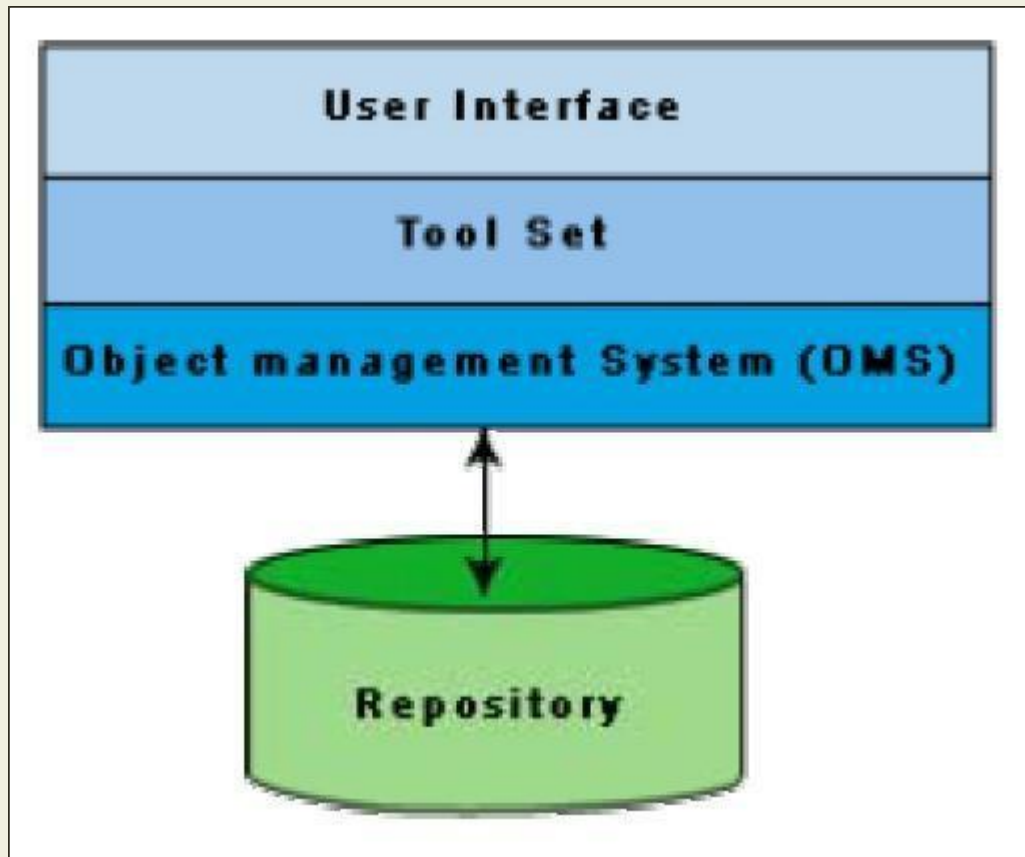 User Interface
Tool Set
Object management System (OMS)
Repository